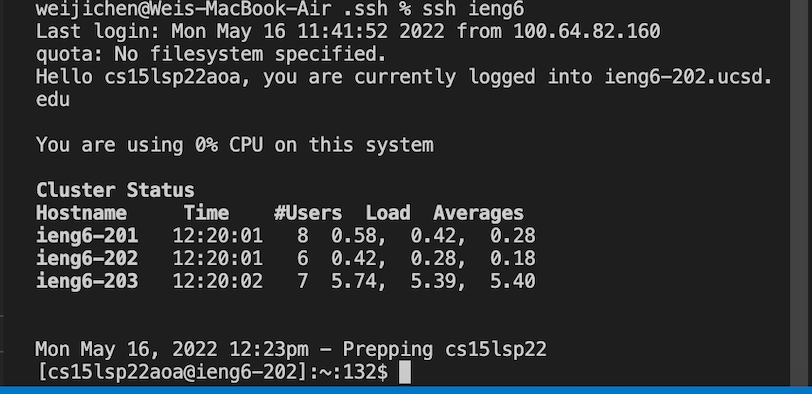 weijichen@Weis-MacBook-Air .ssh % ssh ieng6
Last login: Mon May 16 11:41:52 2022 from 100.64.82.160
quota: No filesystem specified.
Hello cs15lsp22aoa, you are currently logged into ieng6-202.ucsd.
edu
You are using 0% CPU on this system
Cluster Status
Hostname     Time    #Users  Load  Averages
ieng6-201   12:20:01   8  0.58,  0.42,  0.28
ieng6-202   12:20:01   6  0.42,  0.28,  0.18
ieng6-203   12:20:02   7  5.74,  5.39,  5.40
Mon May 16, 2022 12:23pm - Prepping cs15lsp22
[cs15lsp22aoa@ieng6-202]:~:132$